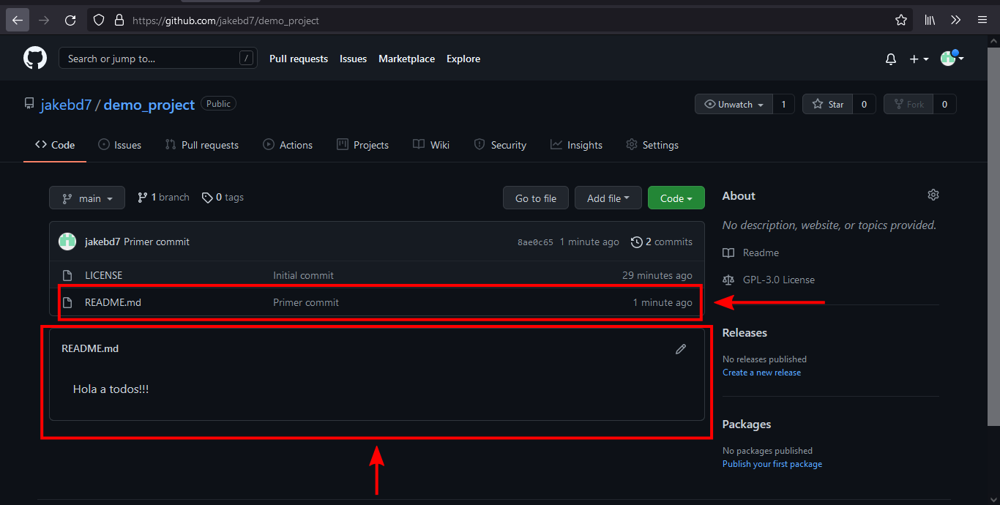 https://github.com/jakebd7/demo_project
Search or jump to... /
Pull requests Issues Marketplace Explore
jakebd7 / demo_project Public
Unwatch 1 Star 0 Fork 0
Code Issues Pull requests Actions Projects Wiki Security Insights Settings
main 1 branch 0 tags Go to file Add file Code
jakebd7 Primer commit 8ae0c65 1 minute ago 2 commits
LICENSE Initial commit 29 minutes ago
README.md Primer commit 1 minute ago
README.md
Hola a todos!!!
About
No description, website, or topics provided.
Readme
GPL-3.0 License
Releases
No releases published
Create a new release
Packages
No packages published
Publish your first package